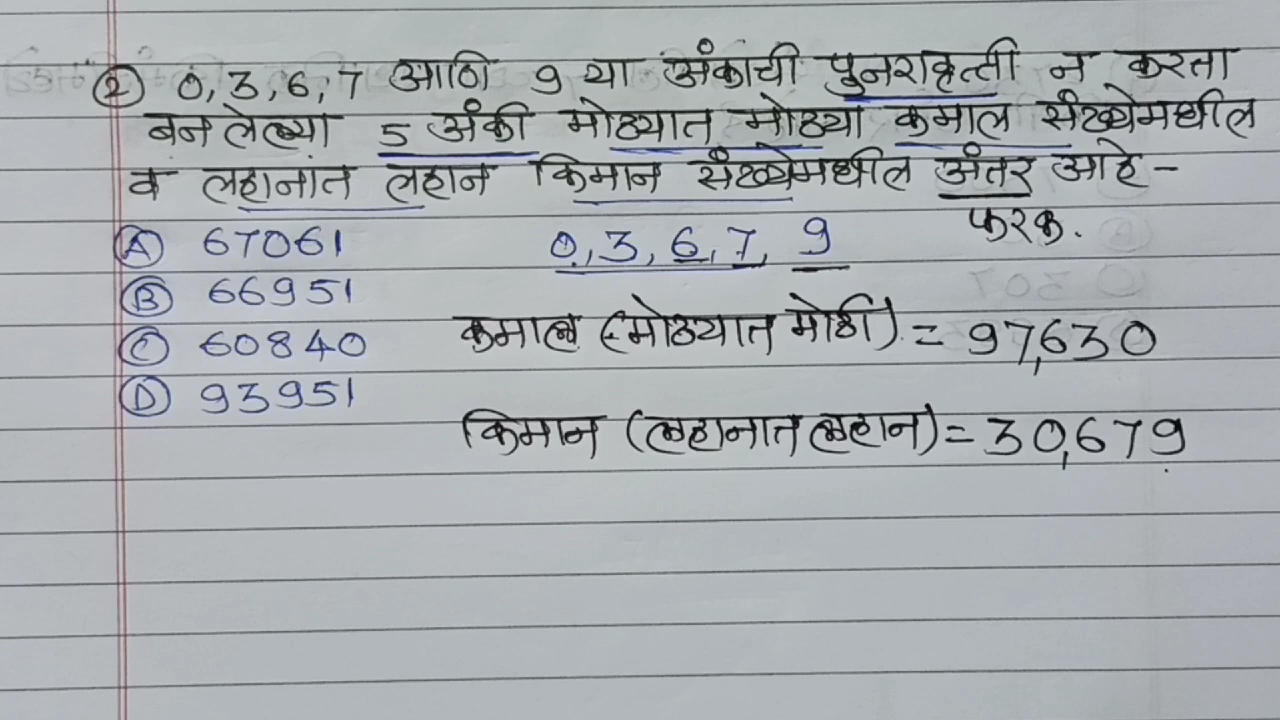 २) 0, 3, 6, 7 आणि 9 या अंकाची पुनरावृत्ती न करता
बनलेल्या 5 अंकी मोठ्यात मोठ्या कमाल संख्येमधील
व लहानात लहान किमान संख्येमधील अंतर आहे -
फरक.
A) 67061
0, 3, 6, 7, 9
B) 66951
C) 60840
कमाल (मोठ्यात मोठी) = 97,630
D) 93951
किमान (लहानात लहान) = 30,679